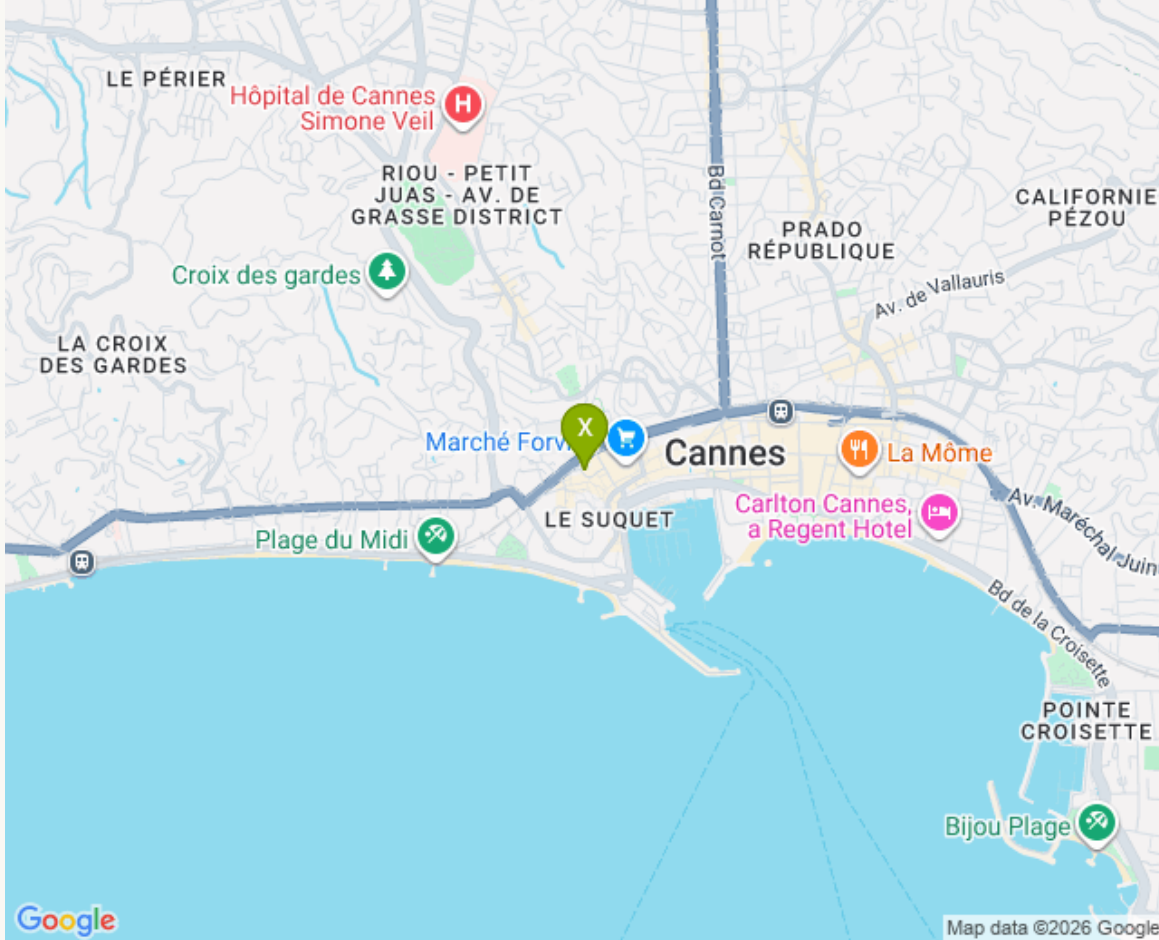 LE PÉRIER
Hôpital de Cannes
Simone Veil
H
RIOU - PETIT
JUAS - AV. DE
GRASSE DISTRICT
Bd Carnot
CALIFORNIE
PÉZOU
PRADO
RÉPUBLIQUE
Croix des gardes
Av. de Vallauris
LA CROIX
DES GARDES
X
Marché Forv
Cannes
La Môme
Carlton Cannes,
a Regent Hotel
Av. Maréchal Juin
LE SUQUET
Plage du Midi
Bd de la Croisette
POINTE
CROISETTE
Bijou Plage
Google
Map data ©2026 Google